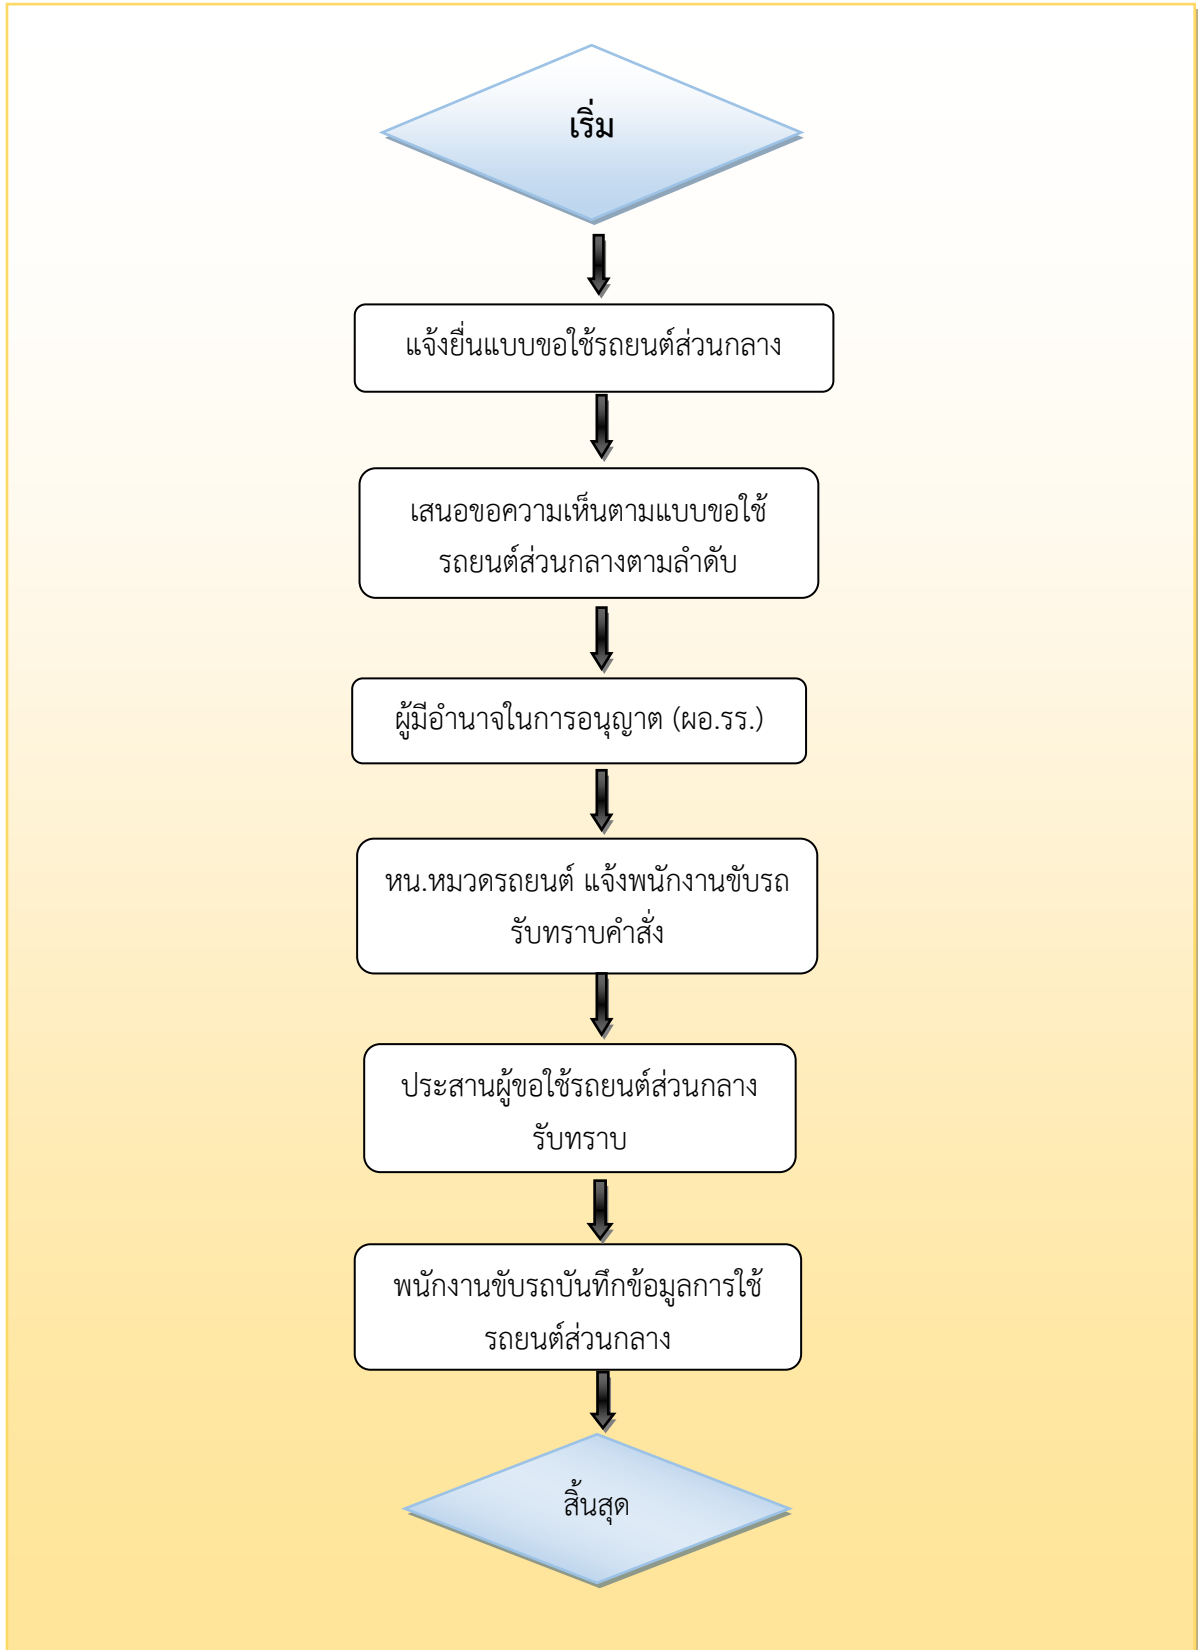 เริ่ม
แจ้งยื่นแบบขอใช้รถยนต์ส่วนกลาง
เสนอขอความเห็นตามแบบขอใช้
รถยนต์ส่วนกลางตามลำดับ
ผู้มีอำนาจในการอนุญาต (ผอ.รร.)
หน.หมวดรถยนต์ แจ้งพนักงานขับรถ
รับทราบคำสั่ง
ประสานผู้ขอใช้รถยนต์ส่วนกลาง
รับทราบ
พนักงานขับรถบันทึกข้อมูลการใช้
รถยนต์ส่วนกลาง
สิ้นสุด